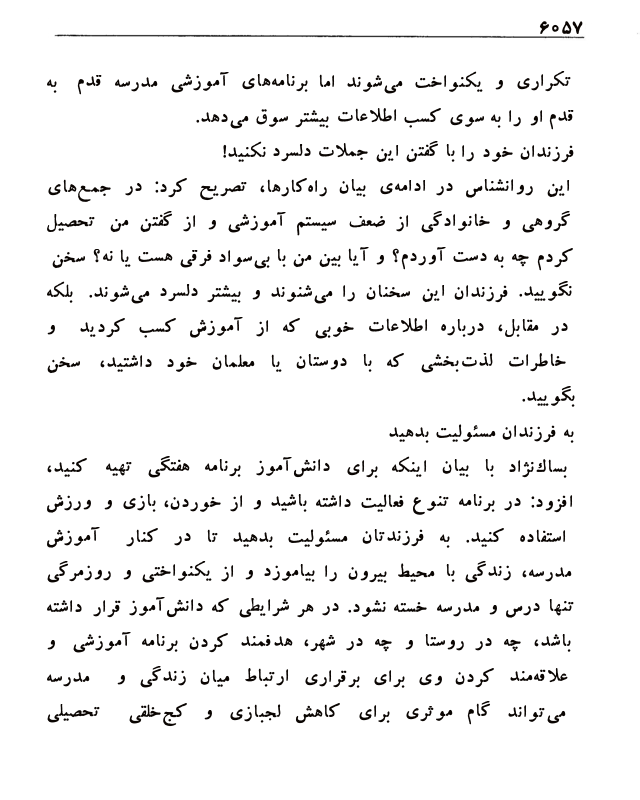 ۶۰۵۷
تکراری و یکنواخت می‌شوند اما برنامه‌های آموزشی مدرسه قدم به
قدم او را به سوی کسب اطلاعات بیشتر سوق می‌دهد.
فرزندان خود را با گفتن این جملات دلسرد نکنید!
این روانشناس در ادامه‌ی بیان راه‌کارها، تصریح کرد: در جمع‌های
گروهی و خانوادگی از ضعف سیستم آموزشی و از گفتن من تحصیل
کردم چه به دست آوردم؟ و آیا بین من با بی‌سواد فرقی هست یا نه؟ سخن
نگویید. فرزندان این سخنان را می‌شنوند و بیشتر دلسرد می‌شوند. بلکه
در مقابل، درباره اطلاعات خوبی که از آموزش کسب کردید و
خاطرات لذت‌بخشی که با دوستان یا معلمان خود داشتید، سخن
بگویید.
به فرزندان مسئولیت بدهید
بساک‌نژاد با بیان اینکه برای دانش‌آموز برنامه هفتگی تهیه کنید،
افزود: در برنامه تنوع فعالیت داشته باشید و از خوردن، بازی و ورزش
استفاده کنید. به فرزندتان مسئولیت بدهید تا در کنار آموزش
مدرسه، زندگی با محیط بیرون را بیاموزد و از یکنواختی و روزمرگی
تنها درس و مدرسه خسته نشود. در هر شرایطی که دانش‌آموز قرار داشته
باشد، چه در روستا و چه در شهر، هدفمند کردن برنامه آموزشی و
علاقه‌مند کردن وی برای برقراری ارتباط میان زندگی و مدرسه
می‌تواند گام موثری برای کاهش لجبازی و کج‌خلقی تحصیلی